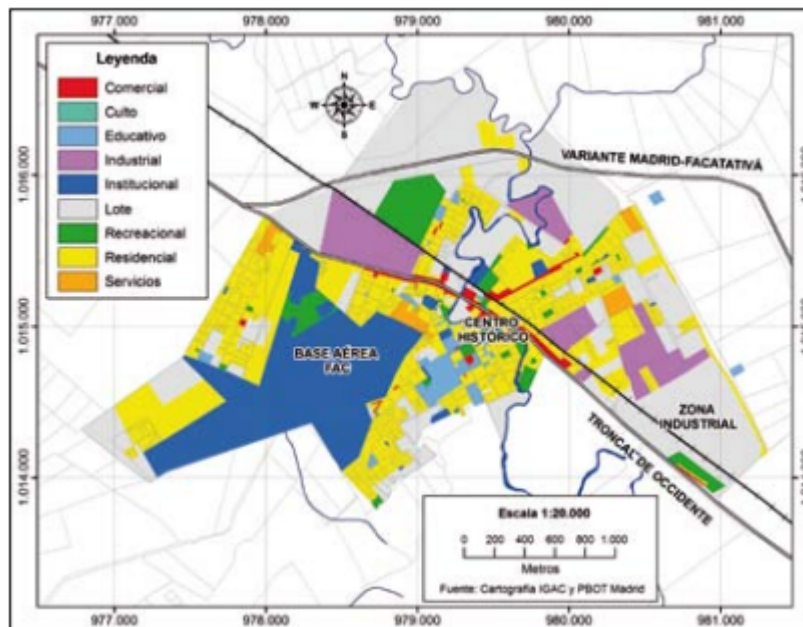 977.000 978.000 979.000 980.000 981.000
Leyenda
Comercial
Culto
Educativo
Industrial
Institucional
Lote
Recreacional
Residencial
Servicios
N
W E
S
VARIANTE MADRID-FACATATIVÁ
1.016.000
1.015.000
1.014.000
BASE AÉREA
FAC
CENTRO
HISTÓRICO
ZONA
INDUSTRIAL
TRONCAL DE OCCIDENTE
Escala 1:20.000
0 200 400 600 800 1.000
Metros
Fuente: Cartografía IGAC y PBOT Madrid
977.000 978.000 979.000 980.000 981.000